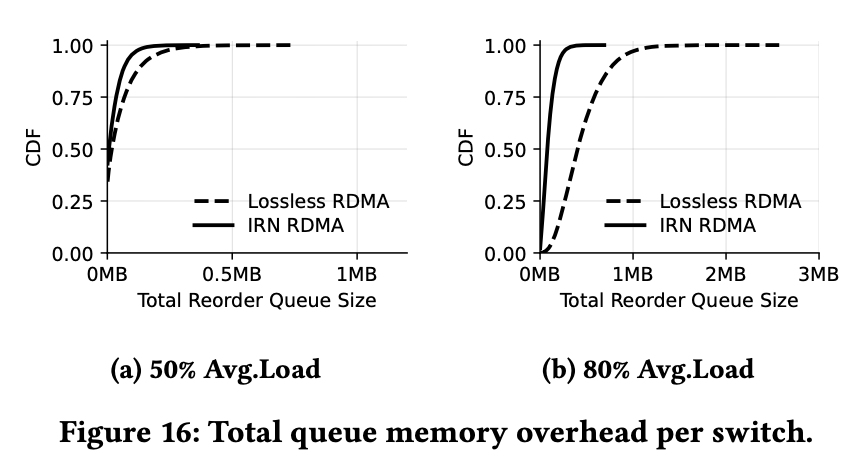 1.00
0.75
0.50
0.25
0.00
CDF
Lossless RDMA
IRN RDMA
0MB 0.5MB 1MB
Total Reorder Queue Size
(a) 50% Avg.Load
1.00
0.75
0.50
0.25
0.00
CDF
Lossless RDMA
IRN RDMA
0MB 1MB 2MB 3MB
Total Reorder Queue Size
(b) 80% Avg.Load
Figure 16: Total queue memory overhead per switch.